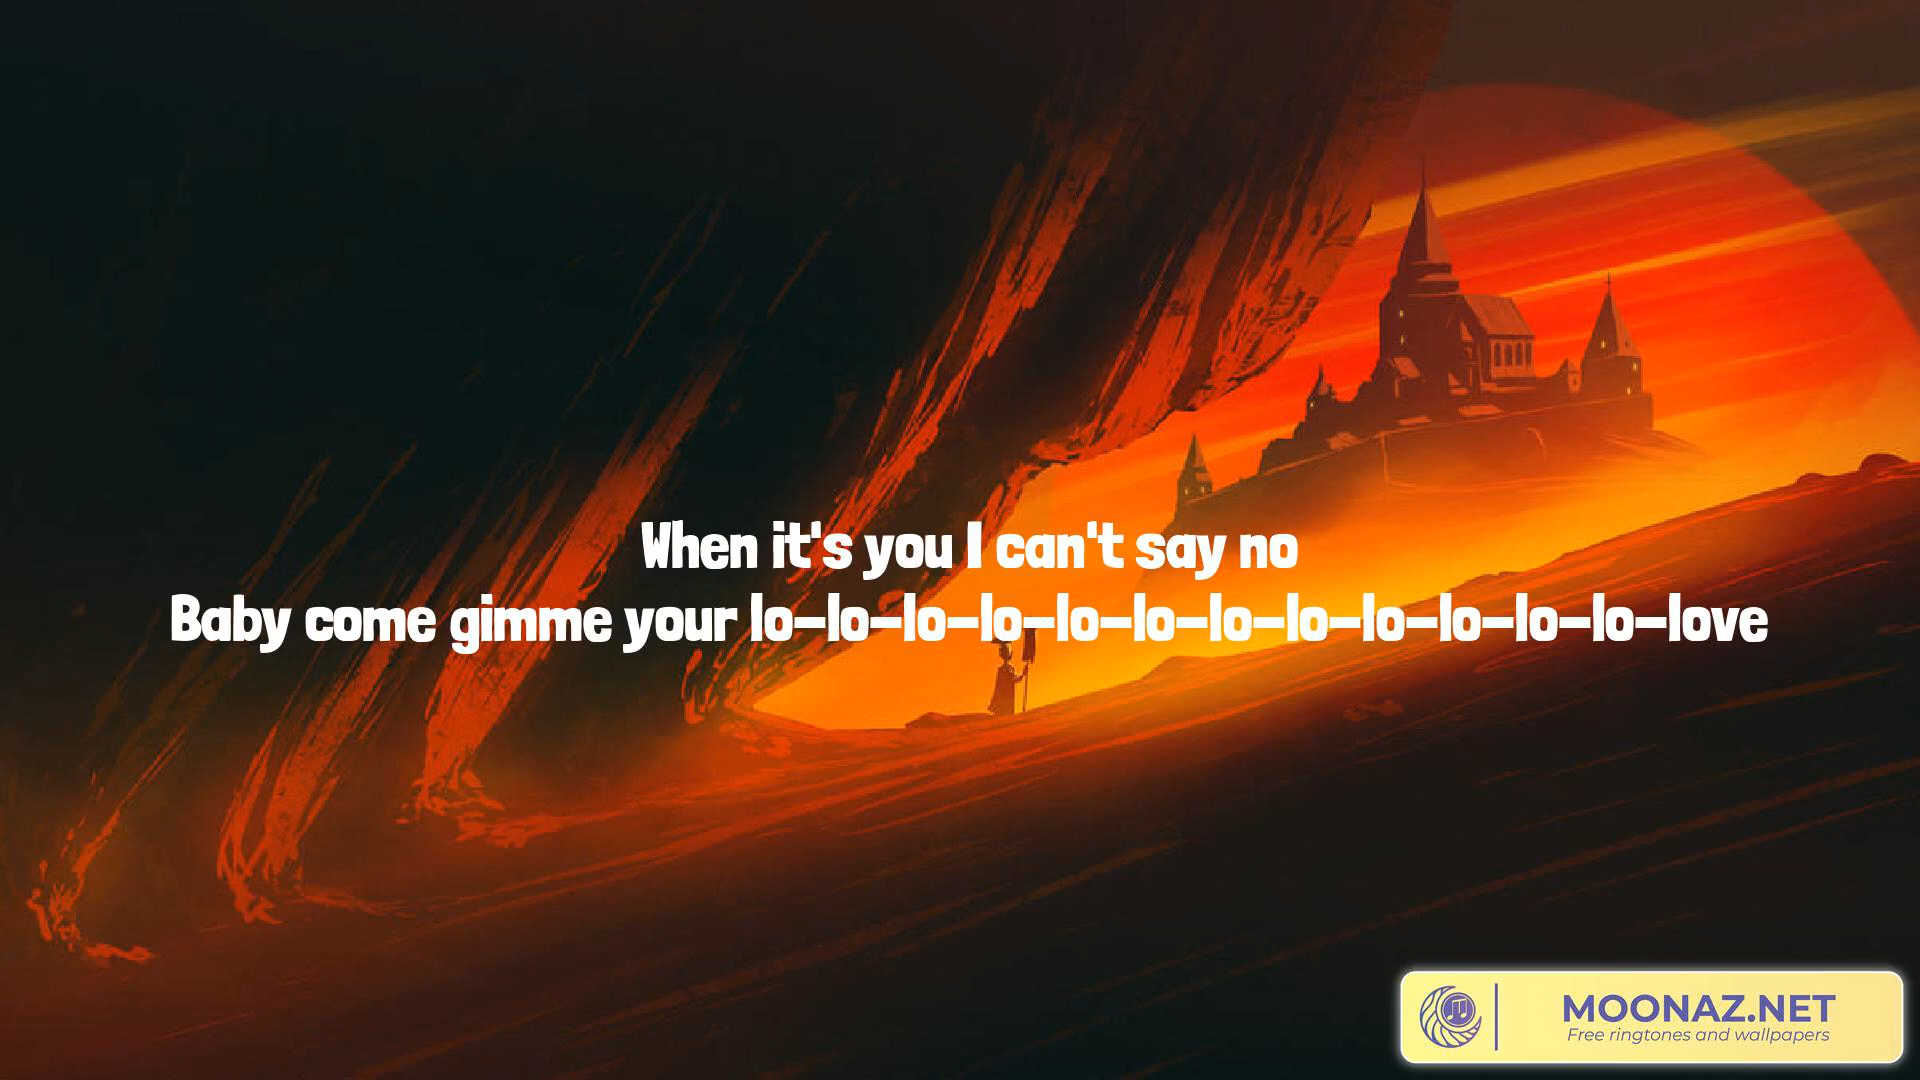 When it's you I can't say no
Baby come gimme your lo-lo-lo-lo-lo-lo-lo-lo-lo-lo-lo-lo-love
MOONAZ.NET
Free ringtones and wallpapers